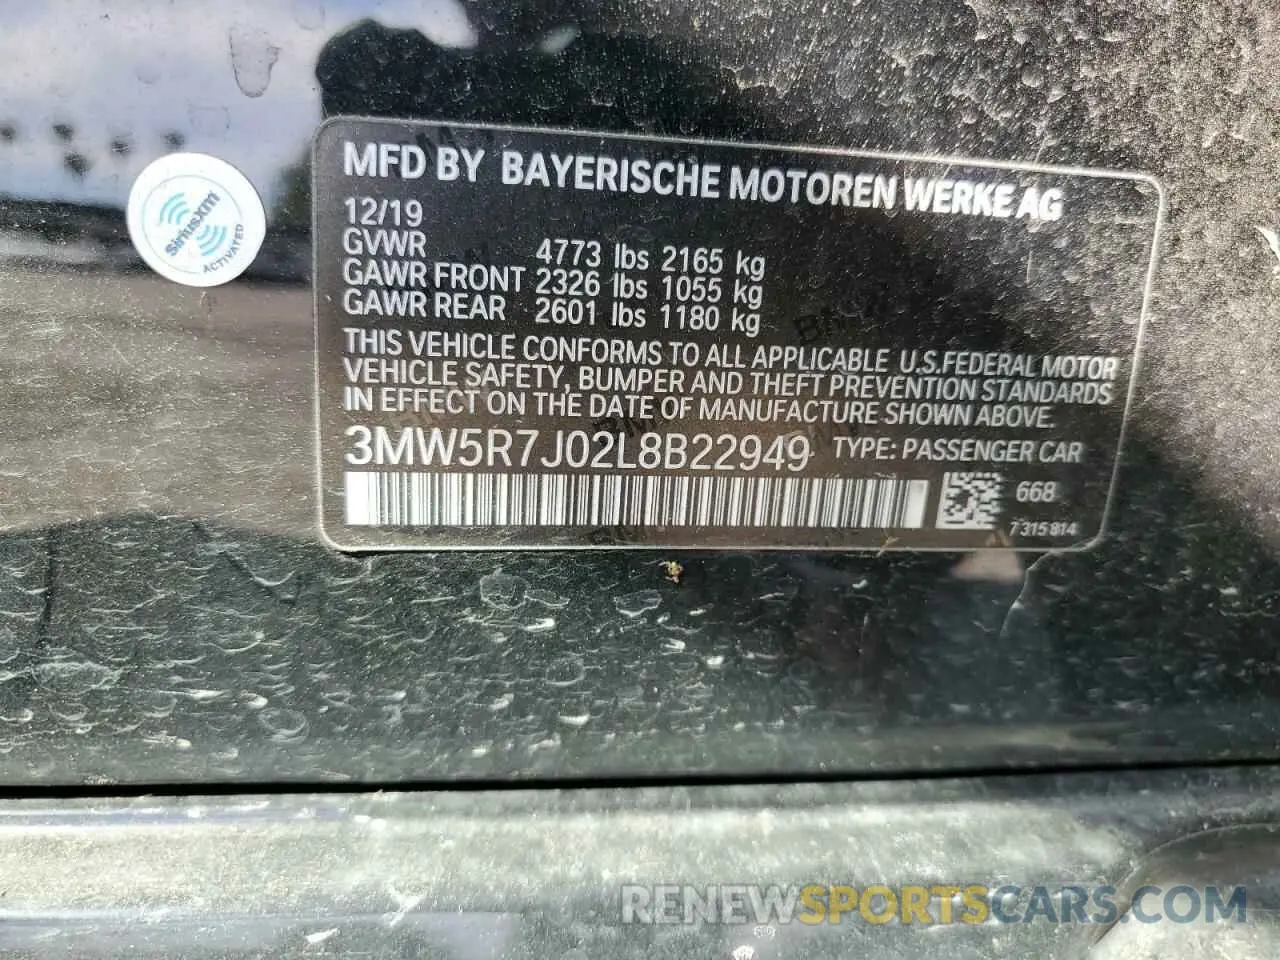 MFD BY BAYERISCHE MOTOREN WERKE AG
12/19
GVWR 4773 lbs 2165 kg
GAWR FRONT 2326 lbs 1055 kg
GAWR REAR 2601 lbs 1180 kg
THIS VEHICLE CONFORMS TO ALL APPLICABLE U.S.FEDERAL MOTOR
VEHICLE SAFETY, BUMPER AND THEFT PREVENTION STANDARDS
IN EFFECT ON THE DATE OF MANUFACTURE SHOWN ABOVE.
3MW5R7J02L8B22949 TYPE: PASSENGER CAR
668
7 315 814
siriusxm
ACTIVATED
RENEWSPORTSCARS.COM